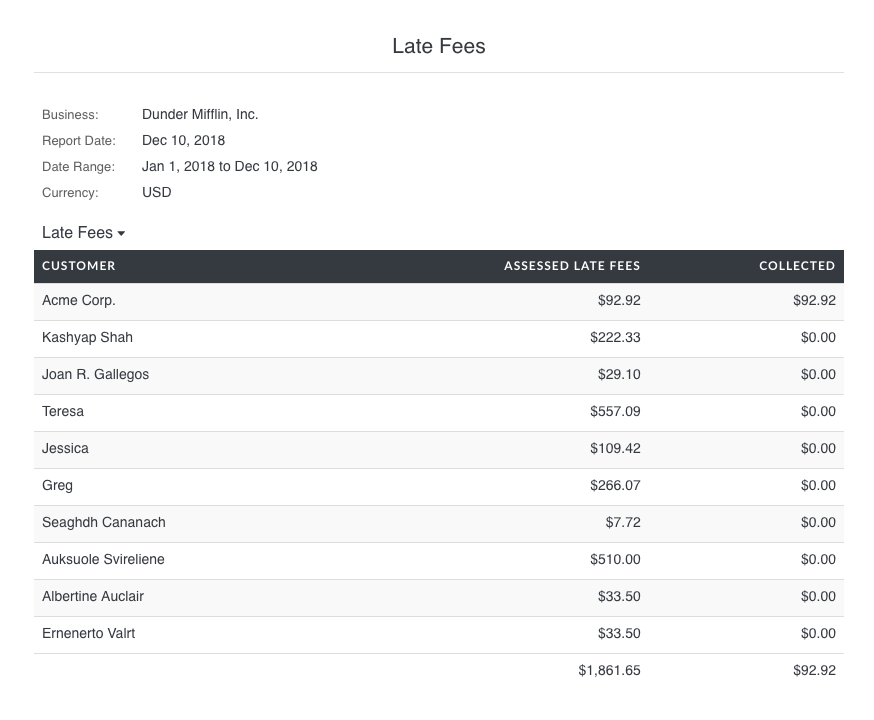 Late Fees
Business: Dunder Mifflin, Inc.
Report Date: Dec 10, 2018
Date Range: Jan 1, 2018 to Dec 10, 2018
Currency: USD
Late Fees
CUSTOMER ASSESSED LATE FEES COLLECTED
Acme Corp. $92.92 $92.92
Kashyap Shah $222.33 $0.00
Joan R. Gallegos $29.10 $0.00
Teresa $557.09 $0.00
Jessica $109.42 $0.00
Greg $266.07 $0.00
Seaghdh Cananach $7.72 $0.00
Auksuole Svireliene $510.00 $0.00
Albertine Auclair $33.50 $0.00
Ernenerto Valrt $33.50 $0.00
$1,861.65 $92.92